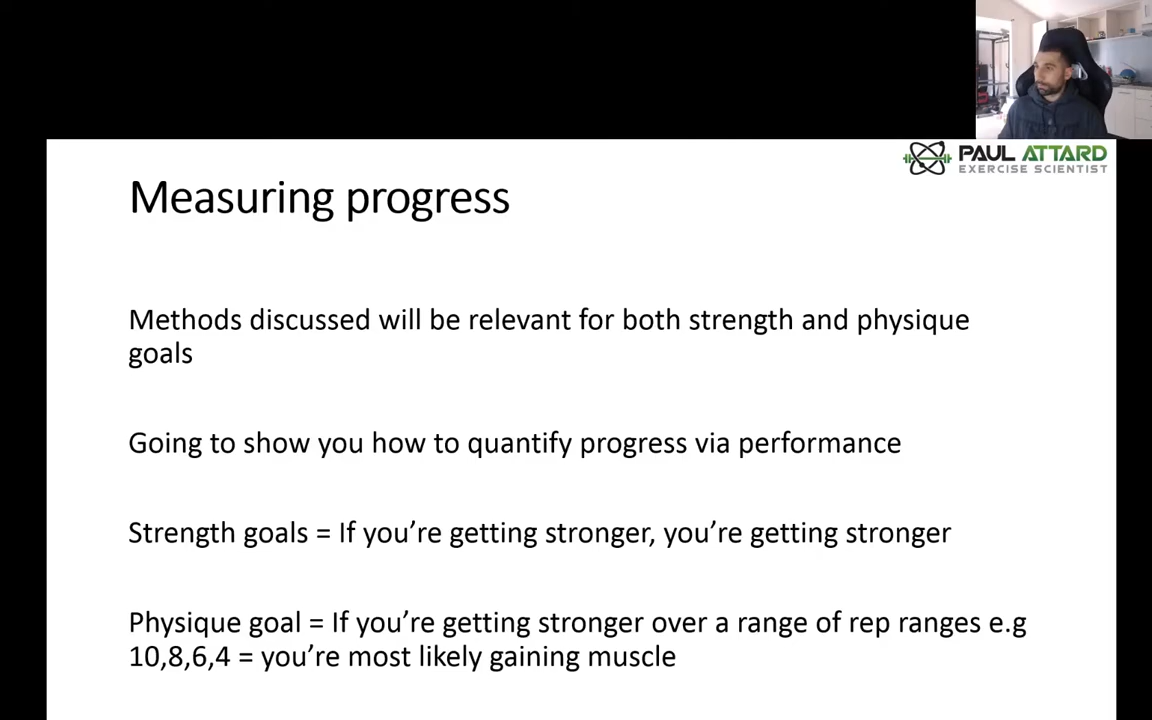 PAUL ATTARD
EXERCISE SCIENTIST
Measuring progress
Methods discussed will be relevant for both strength and physique
goals
Going to show you how to quantify progress via performance
Strength goals = If you’re getting stronger, you’re getting stronger
Physique goal = If you’re getting stronger over a range of rep ranges e.g
10,8,6,4 = you’re most likely gaining muscle